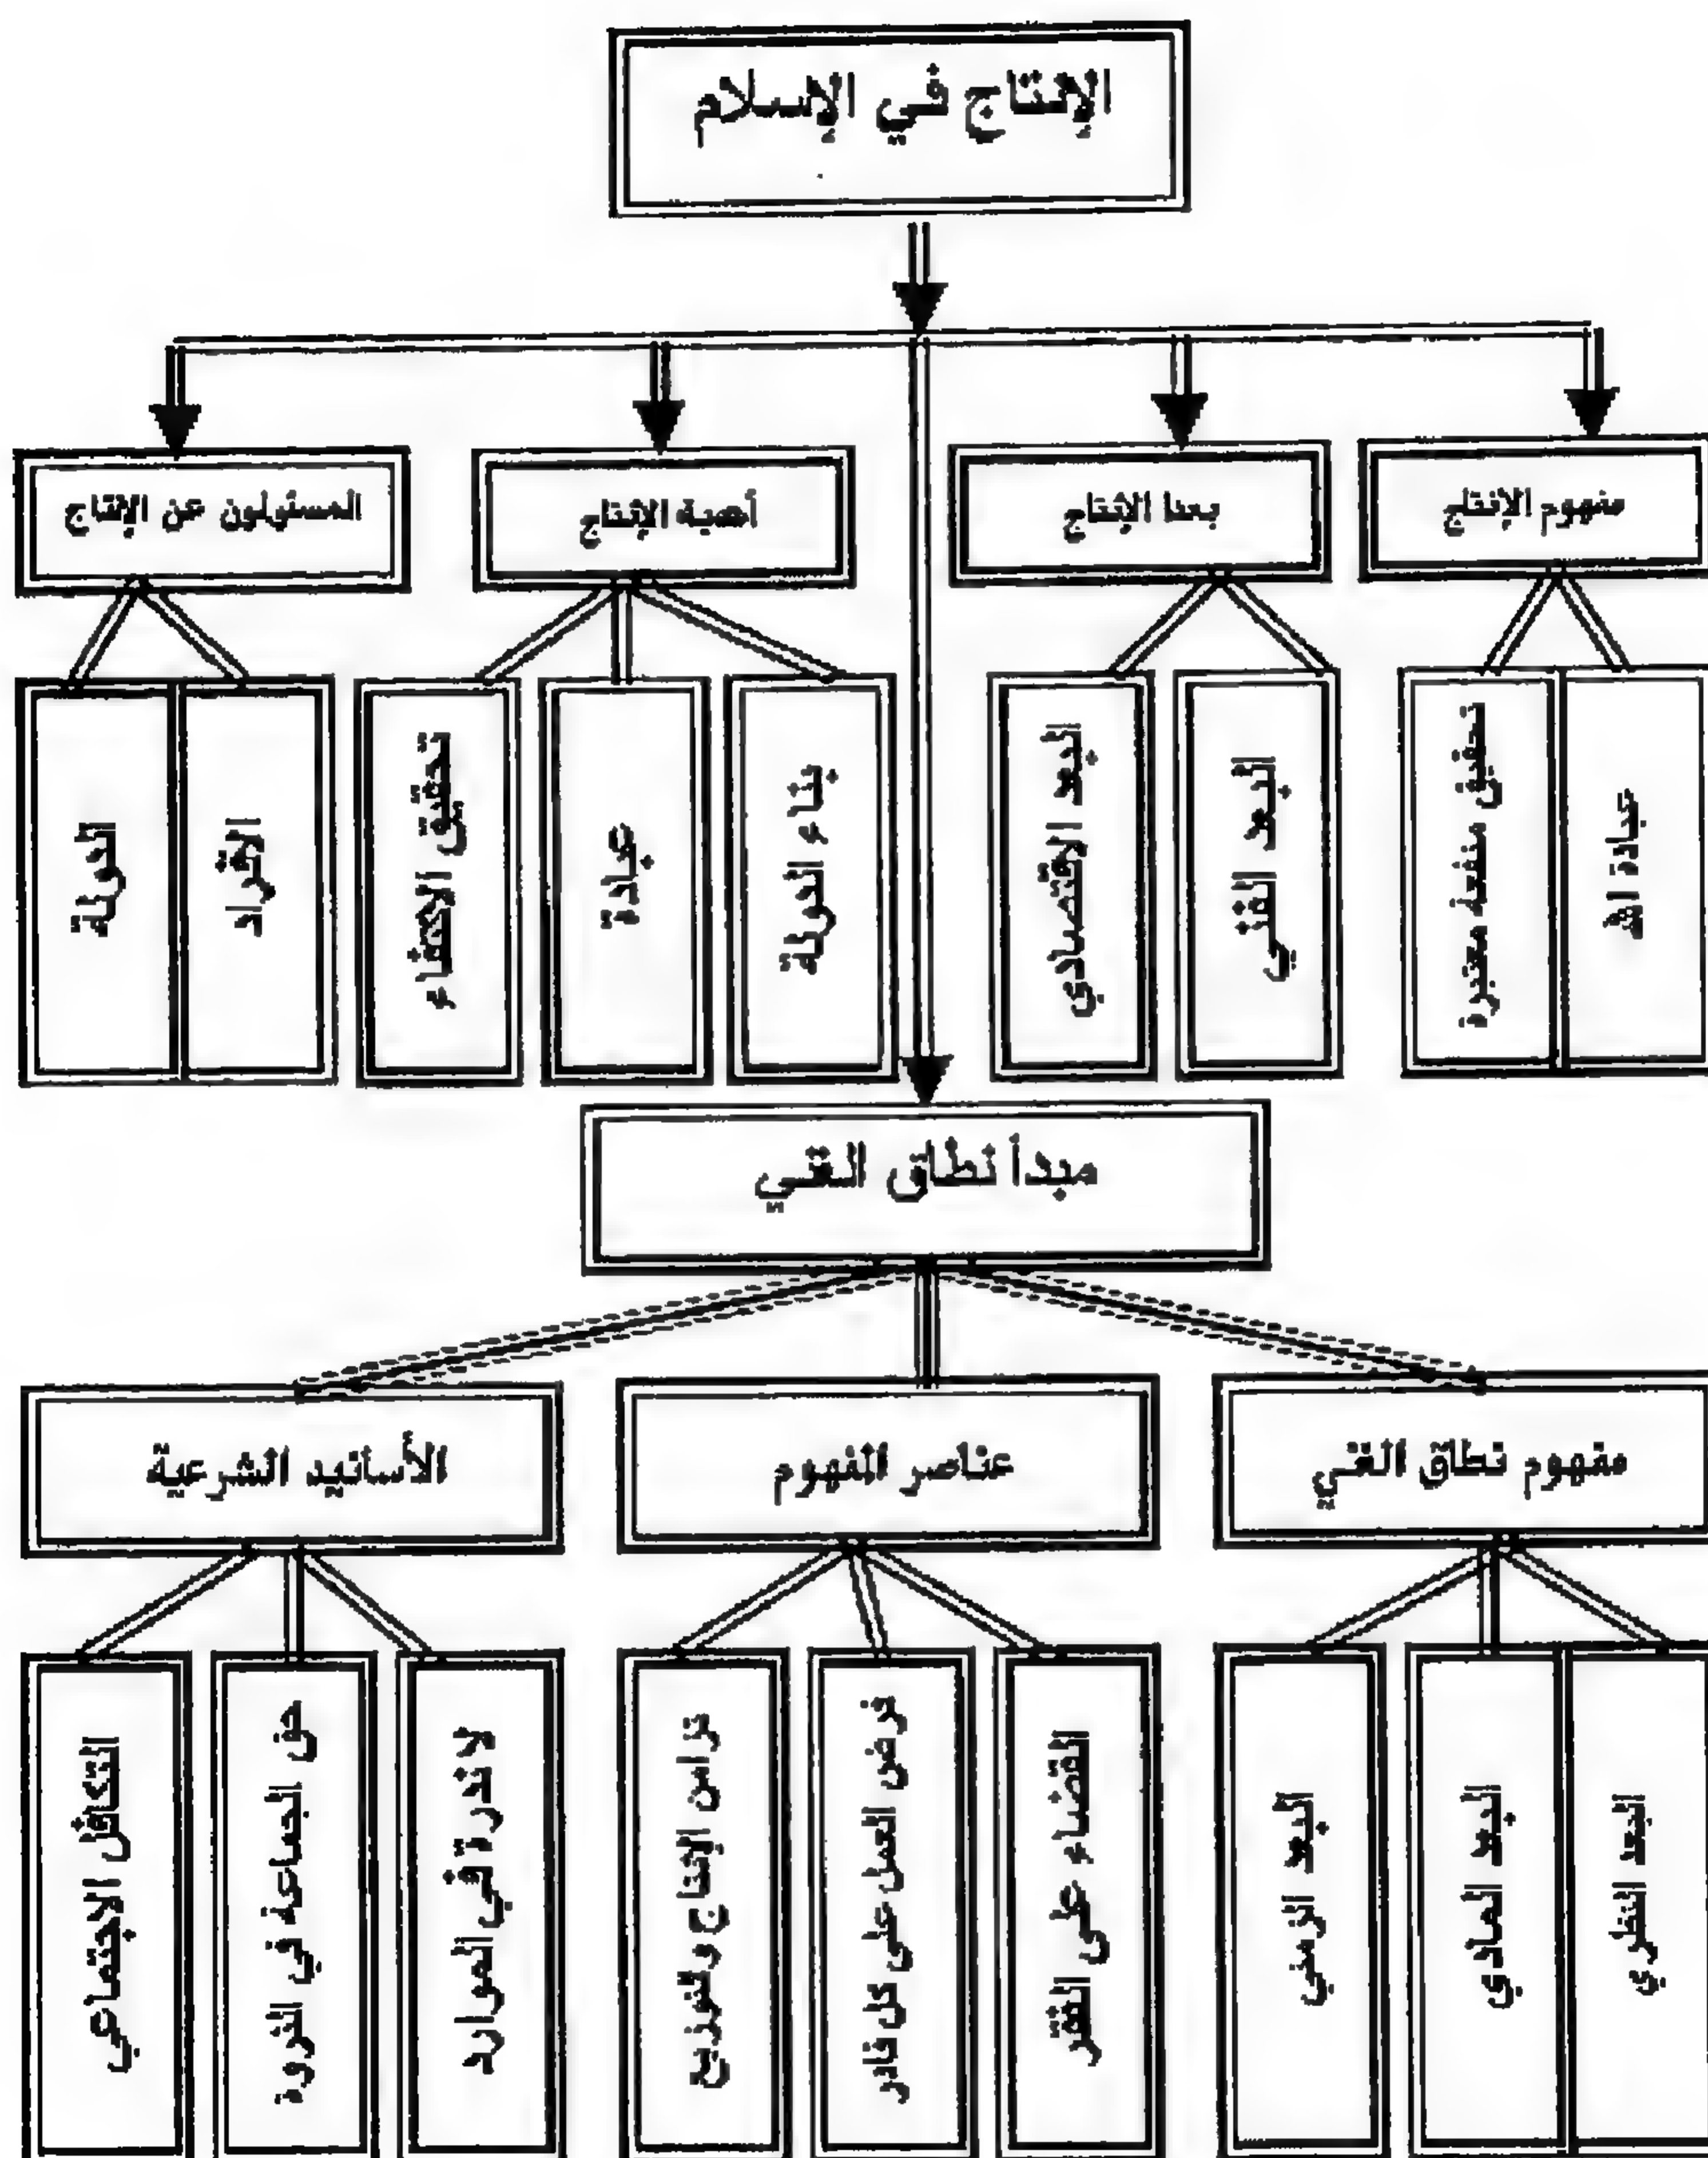 الإنتاج في الإسلام
مفهوم الإنتاج
بعدا الإنتاج
أهمية الإنتاج
المسئولون عن الإنتاج
عبادة الله
تحقيق منفعة معتبرة
البعد الفني
البعد الاقتصادي
بناء الدولة
عبادة
تحقيق الاكتفاء
الأفراد
الدولة
مبدأ نطاق الغني
مفهوم نطاق الغني
عناصر المفهوم
الأسانيد الشرعية
البعد النظري
البعد المادي
البعد الزمني
القضاء على الفقر
فرض العمل على كل قادر
تزامن الإنتاج والتوزيع
لا ندرة في الموارد
حق الجماعة في الثروة
التكافل الاجتماعي